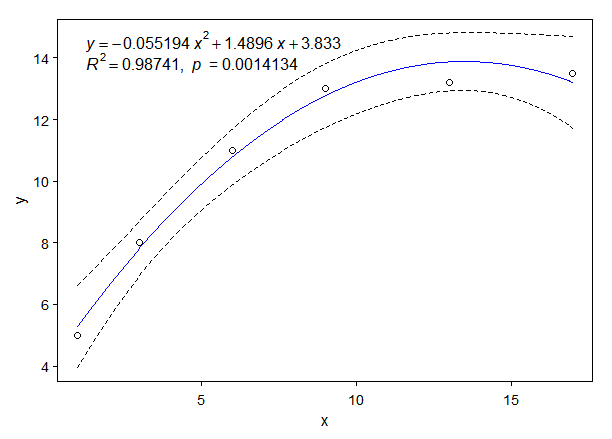 y = −0.055194 x² + 1.4896 x + 3.833
R² = 0.98741, p = 0.0014134
14
12
10
8
6
4
y
5 10 15
x